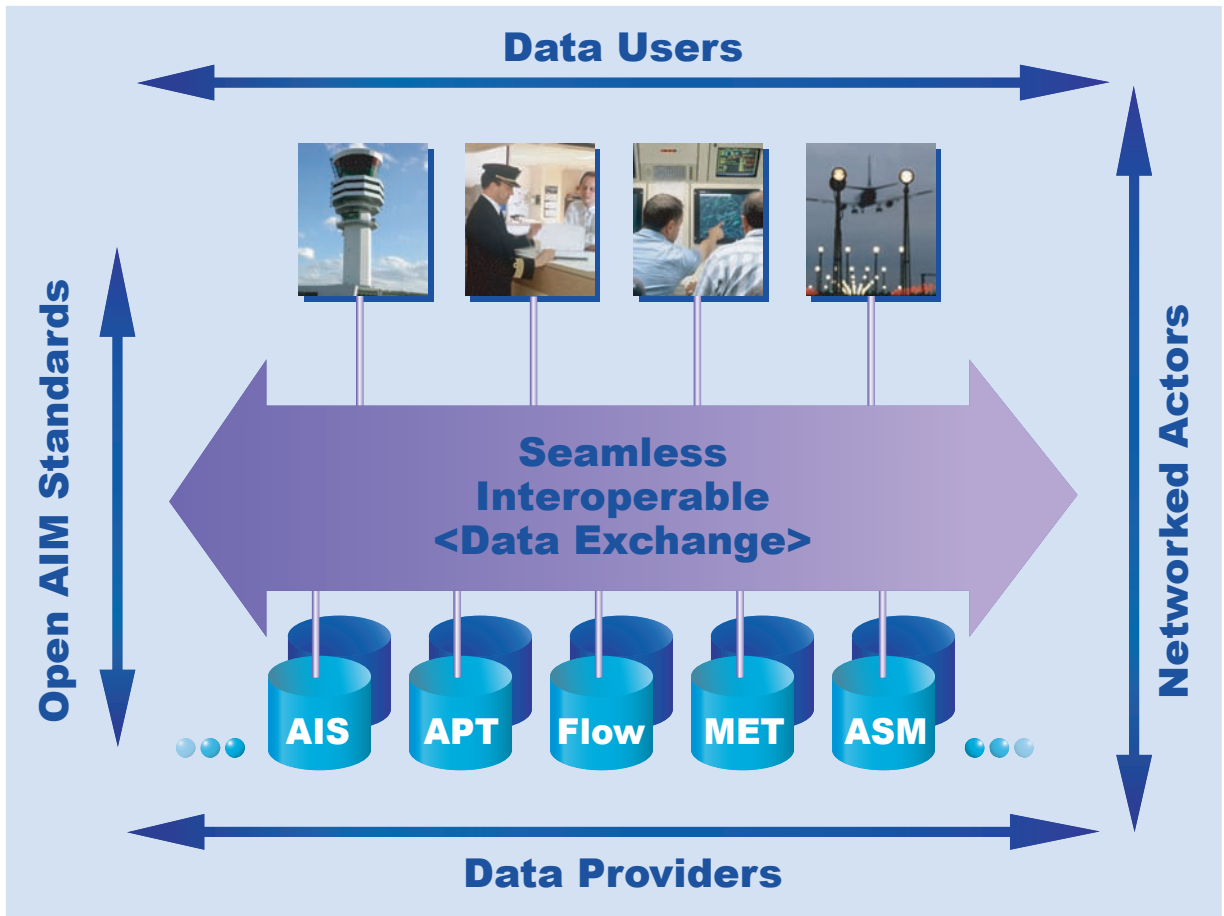 Data Users
Open AIM Standards
Networked Actors
Seamless
Interoperable
<Data Exchange>
AIS
APT
Flow
MET
ASM
Data Providers